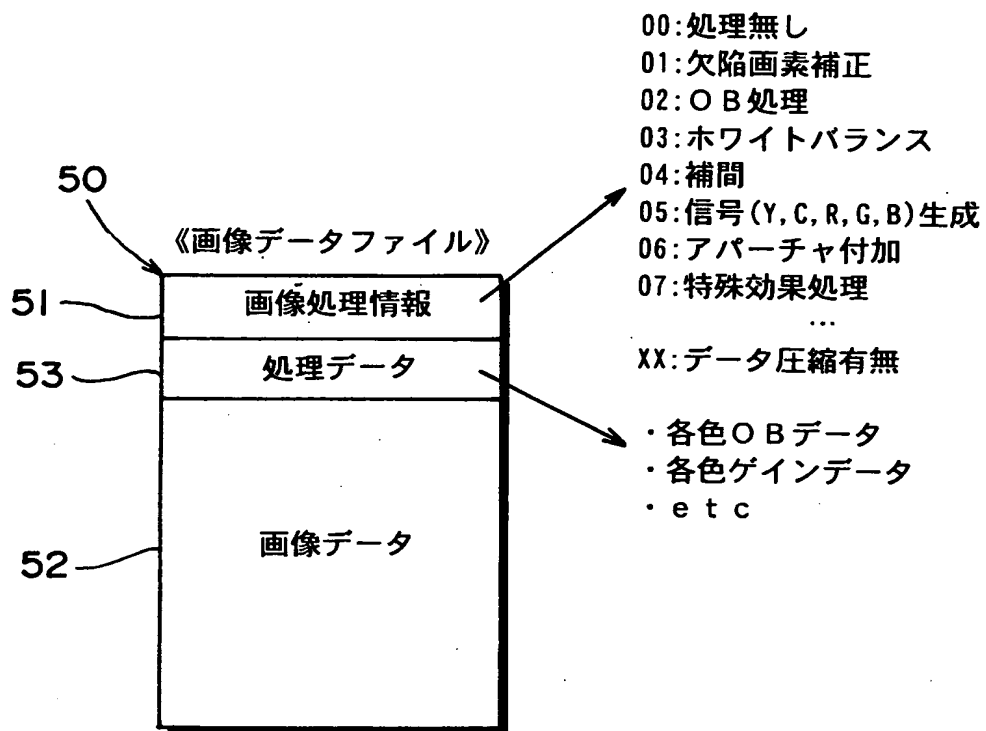 00:処理無し
01:欠陥画素補正
02:ＯＢ処理
03:ホワイトバランス
04:補間
05:信号(Y,C,R,G,B)生成
06:アパーチャ付加
07:特殊効果処理
…
XX:データ圧縮有無
50
《画像データファイル》
51
画像処理情報
53
処理データ
・各色ＯＢデータ
・各色ゲインデータ
・ｅｔｃ
52
画像データ